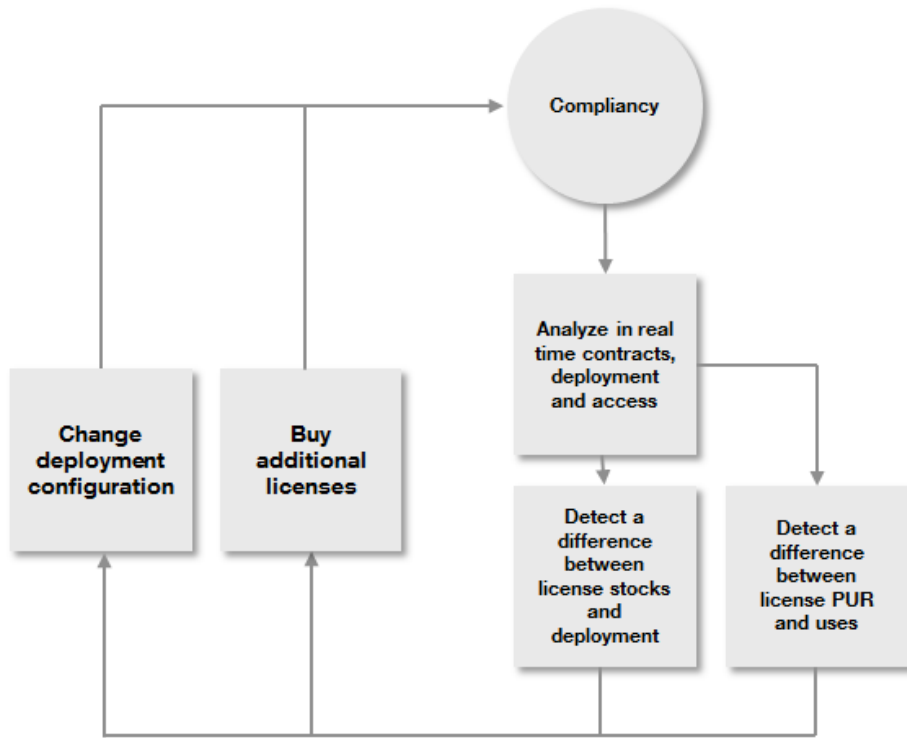 Compliancy
Analyze in real
time contracts,
deployment
and access
Change
deployment
configuration
Buy
additional
licenses
Detect a
difference
between
license stocks
and
deployment
Detect a
difference
between
license PUR
and uses